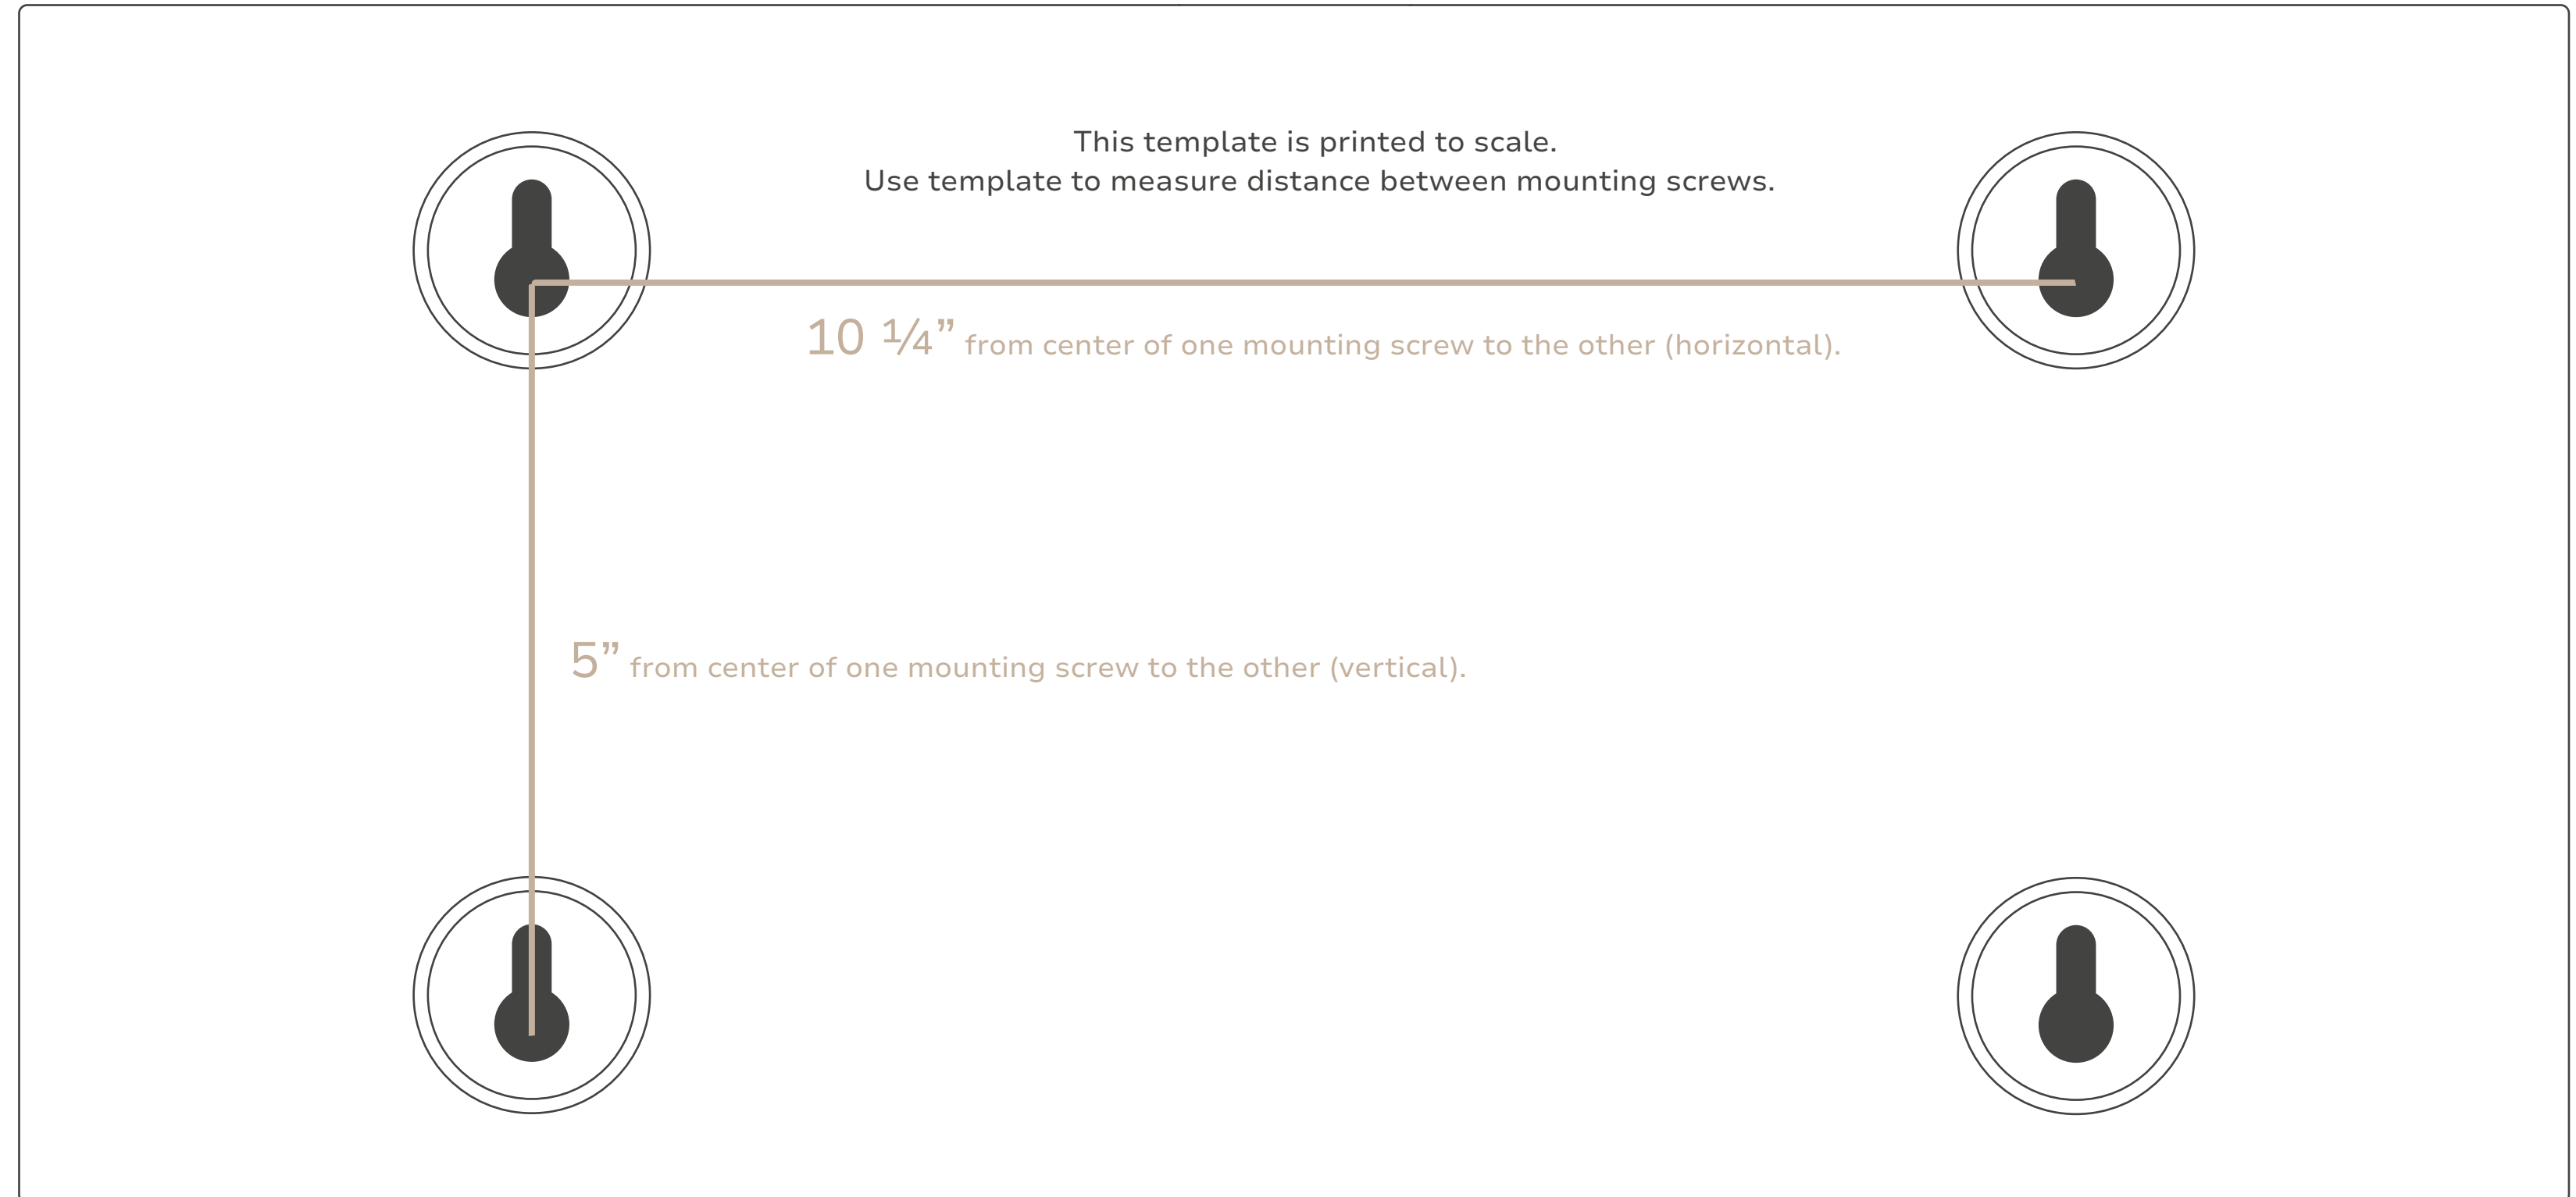 This template is printed to scale.
Use template to measure distance between mounting screws.
10 ¼” from center of one mounting screw to the other (horizontal).
5” from center of one mounting screw to the other (vertical).